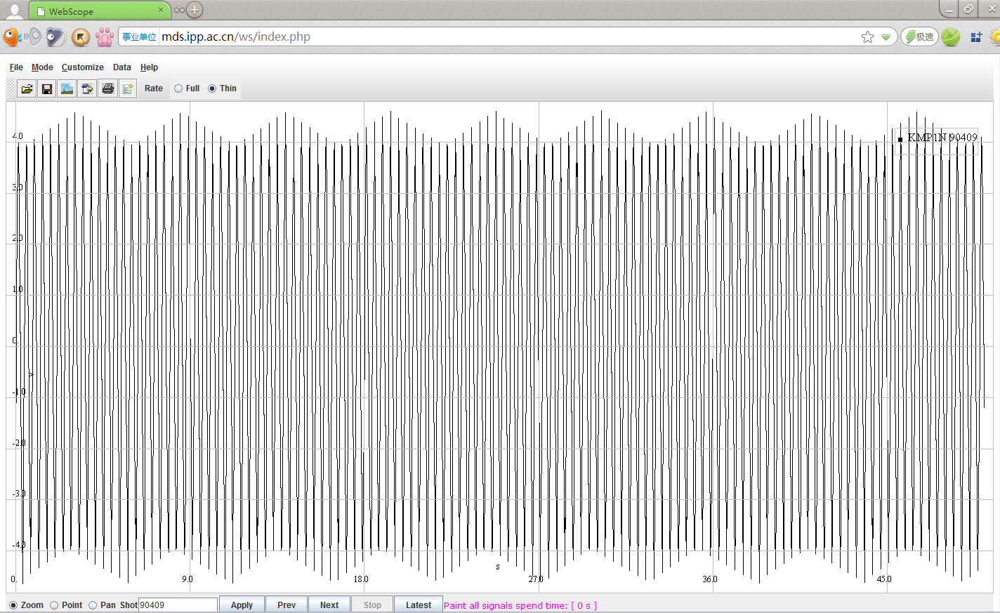 WebScope
事业单位 mds.ipp.ac.cn/ws/index.php
极速
File Mode Customize Data Help
Rate Full Thin
4.0
KMP1N 90409
3.0
2.0
1.0
0.
>
-1.0
-2.0
-3.0
-4.0
s
0. 9.0 18.0 27.0 36.0 45.0
Zoom Point Pan Shot 90409 Apply Prev Next Stop Latest Paint all signals spend time: [ 0 s ]